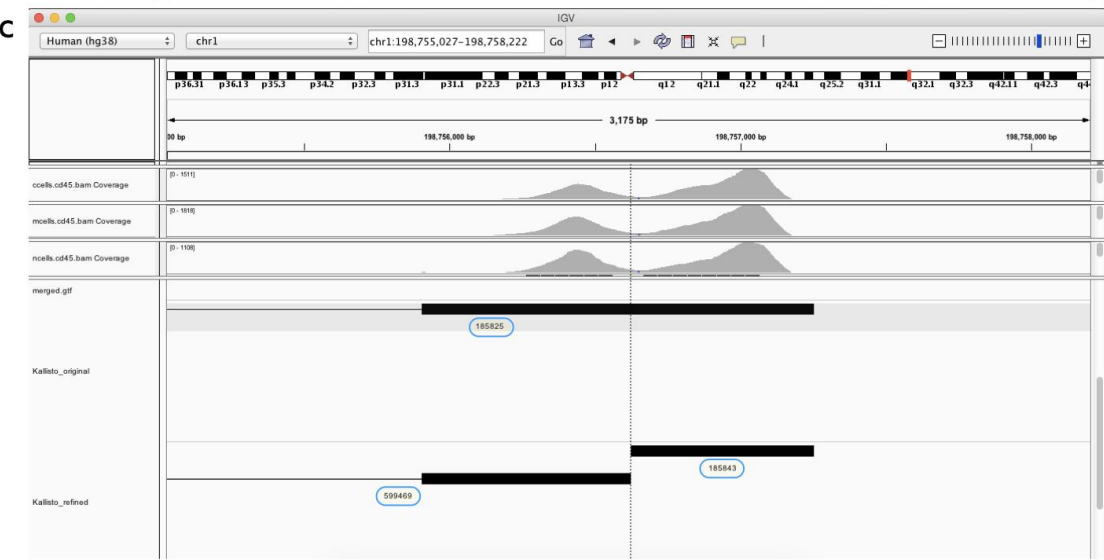 C
IGV
Human (hg38) chr1 chr1:198,755,027-198,758,222 Go
p36.31 p36.13 p35.3 p34.2 p32.3 p31.3 p31.1 p22.3 p21.3 p13.3 p12 q12 q21.1 q22 q24.1 q25.2 q31.1 q32.1 q32.3 q42.11 q42.3 q4
3,175 bp
00 bp 198,756,000 bp 198,757,000 bp 198,758,000 bp
ccells.cd45.bam Coverage [0 - 1511]
mcells.cd45.bam Coverage [0 - 1818]
ncells.cd45.bam Coverage [0 - 1108]
merged.gtf
185825
Kallisto_original
185843
599469
Kallisto_refined